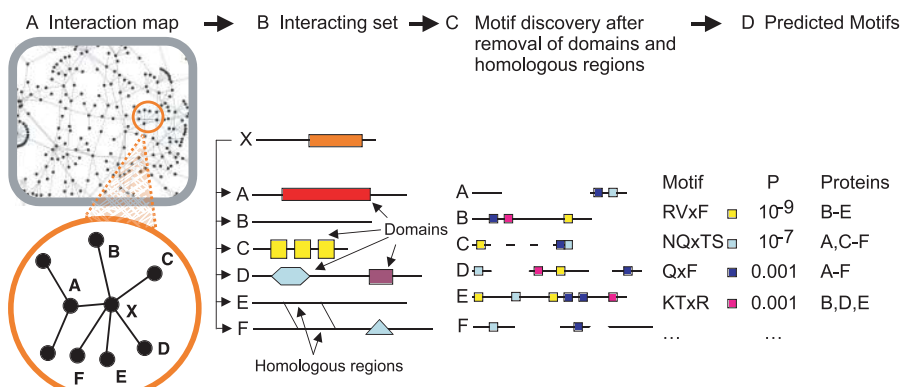 A Interaction map
B Interacting set
C Motif discovery after
removal of domains and
homologous regions
D Predicted Motifs
B
C
A
X
D
F
E
X
A
B
C
D
E
F
Domains
Homologous regions
A
B
C
D
E
F
Motif P Proteins
RVxF 10-9 B-E
NQxTS 10-7 A,C-F
QxF 0.001 A-F
KTxR 0.001 B,D,E
... ...